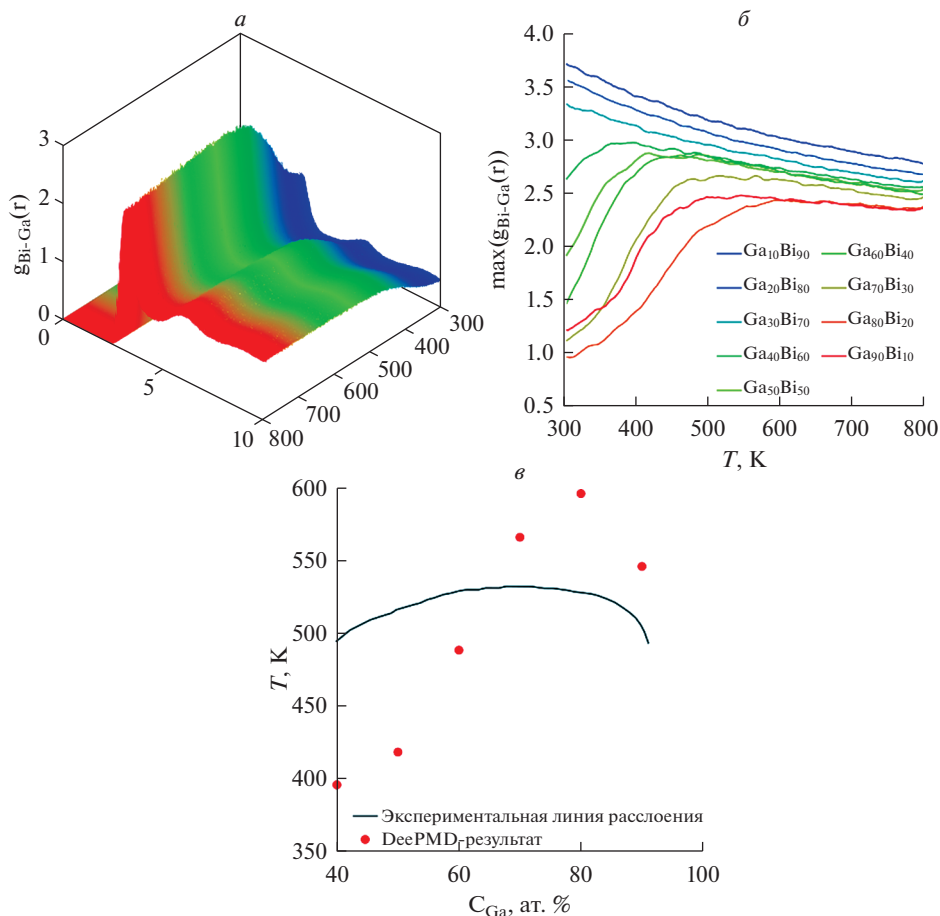 а
3
2
1
0
g_Bi-Ga(r)
0
5
10
800
700
600
500
400
300
б
4.0
3.5
3.0
2.5
2.0
1.5
1.0
0.5
max(g_Bi-Ga(r))
Ga₁₀Bi₉₀ Ga₆₀Bi₄₀
Ga₂₀Bi₈₀ Ga₇₀Bi₃₀
Ga₃₀Bi₇₀ Ga₈₀Bi₂₀
Ga₄₀Bi₆₀ Ga₉₀Bi₁₀
Ga₅₀Bi₅₀
300 400 500 600 700 800
T, K
в
600
550
500
450
400
350
T, K
Экспериментальная линия расслоения
DeePMD-результат
40 60 80 100
C_Ga, ат. %